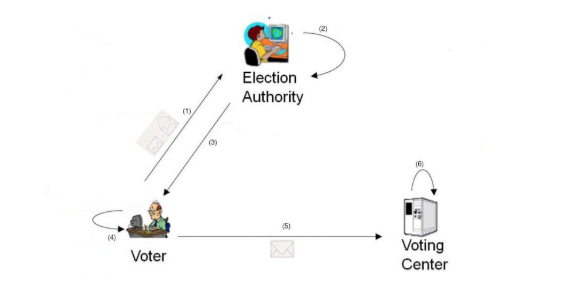 (2)
Election
Authority
(1)
(3)
(6)
(4)
(5)
Voter
Voting
Center